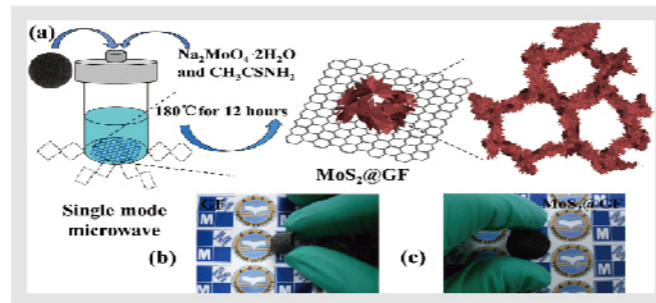 (a)
Na₂MoO₄·2H₂O
and CH₃CSNH₂
180℃ for 12 hours
MoS₂@GF
Single mode
microwave
GF
MoS₂@GF
(b)
(c)
M
M
M